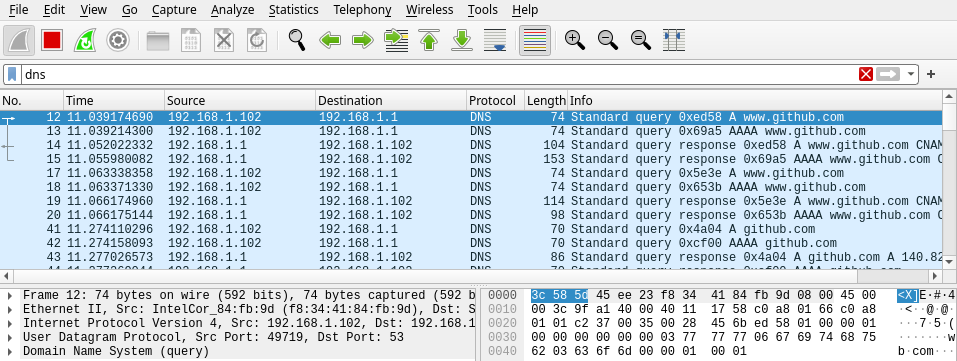 File Edit View Go Capture Analyze Statistics Telephony Wireless Tools Help
dns
No. Time Source Destination Protocol Length Info
12 11.039174690 192.168.1.102 192.168.1.1 DNS 74 Standard query 0xed58 A www.github.com
13 11.039214300 192.168.1.102 192.168.1.1 DNS 74 Standard query 0x69a5 AAAA www.github.com
14 11.052022332 192.168.1.1 192.168.1.102 DNS 104 Standard query response 0xed58 A www.github.com CNAM
15 11.055980082 192.168.1.1 192.168.1.102 DNS 153 Standard query response 0x69a5 AAAA www.github.com C
17 11.063338358 192.168.1.102 192.168.1.1 DNS 74 Standard query 0x5e3e A www.github.com
18 11.063371330 192.168.1.102 192.168.1.1 DNS 74 Standard query 0x653b AAAA www.github.com
19 11.066174960 192.168.1.1 192.168.1.102 DNS 114 Standard query response 0x5e3e A www.github.com CNAM
20 11.066175144 192.168.1.1 192.168.1.102 DNS 98 Standard query response 0x653b AAAA www.github.com C
41 11.274110296 192.168.1.102 192.168.1.1 DNS 70 Standard query 0x4a04 A github.com
42 11.274158093 192.168.1.102 192.168.1.1 DNS 70 Standard query 0xcf00 AAAA github.com
43 11.277026573 192.168.1.1 192.168.1.102 DNS 86 Standard query response 0x4a04 A github.com A 140.82
Frame 12: 74 bytes on wire (592 bits), 74 bytes captured (592 b
Ethernet II, Src: IntelCor_84:fb:9d (f8:34:41:84:fb:9d), Dst: S
Internet Protocol Version 4, Src: 192.168.1.102, Dst: 192.168.1
User Datagram Protocol, Src Port: 49719, Dst Port: 53
Domain Name System (query)
0000 3c 58 5d 45 ee 23 f8 34 41 84 fb 9d 08 00 45 00 <X]E·#·4
0010 00 3c 9f a1 40 00 40 11 17 58 c0 a8 01 66 c0 a8 ·<··@·@·
0020 01 01 c2 37 00 35 00 28 45 6b ed 58 01 00 00 01 ···7·5·(
0030 00 00 00 00 00 00 03 77 77 77 06 67 69 74 68 75 ·······w
0040 62 03 63 6f 6d 00 00 01 00 01 b·com···